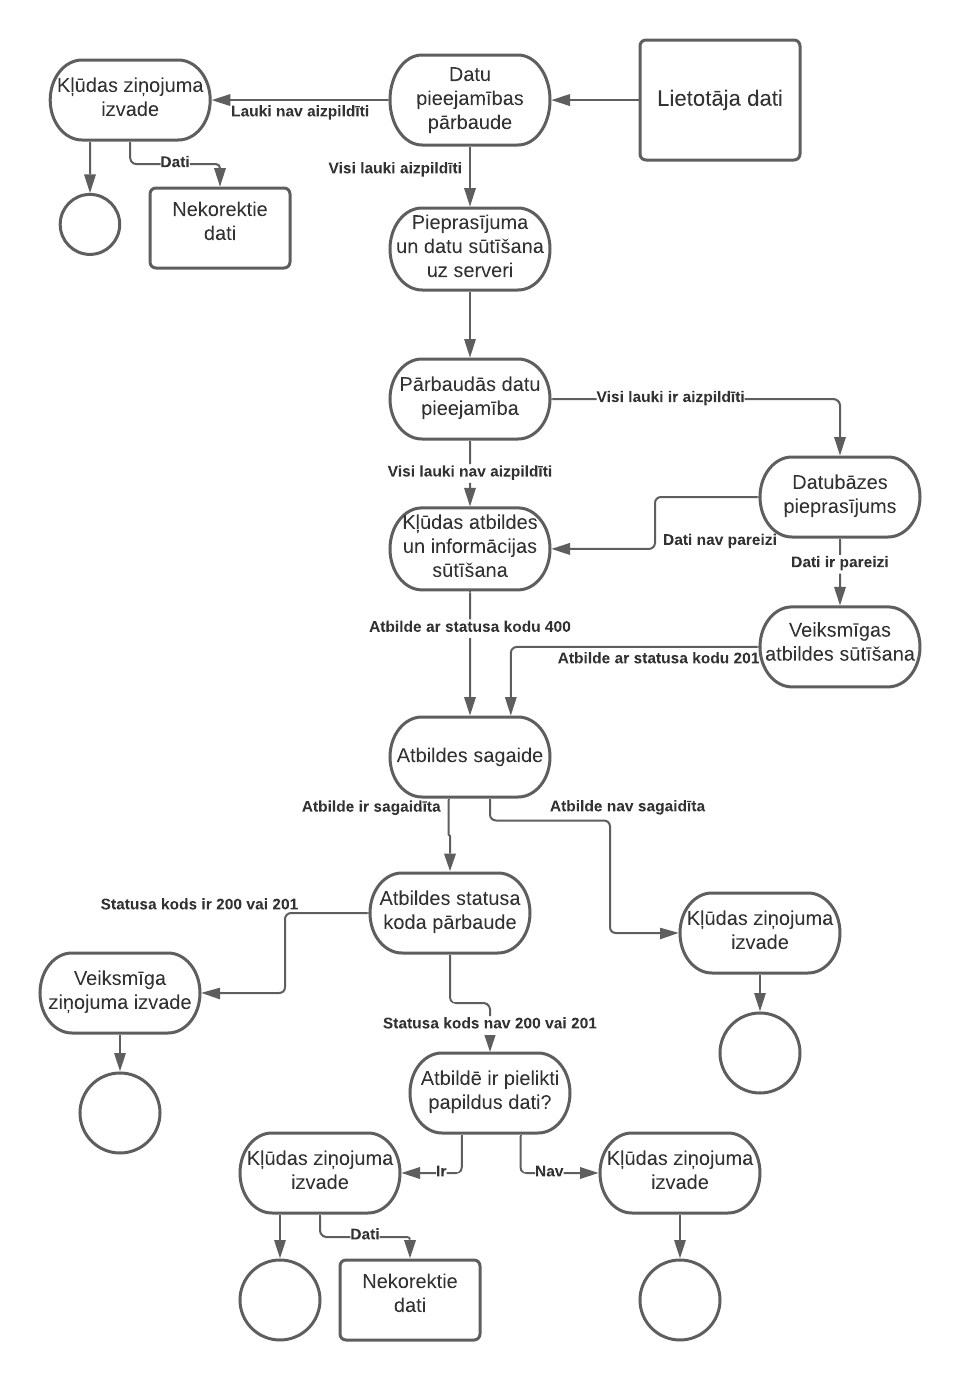 Kļūdas ziņojuma
izvade
Datu
pieejamības
pārbaude
Lietotāja dati
Lauki nav aizpildīti
Dati
Visi lauki aizpildīti
Nekorektie
dati
Pieprasījuma
un datu sūtīšana
uz serveri
Pārbaudās datu
pieejamība
Visi lauki ir aizpildīti
Visi lauki nav aizpildīti
Datubāzes
pieprasījums
Kļūdas atbildes
un informācijas
sūtīšana
Dati nav pareizi
Dati ir pareizi
Atbilde ar statusa kodu 400
Veiksmīgas
atbildes sūtīšana
Atbilde ar statusa kodu 201
Atbildes sagaide
Atbilde ir sagaidīta
Atbilde nav sagaidīta
Atbildes statusa
koda pārbaude
Statusa kods ir 200 vai 201
Kļūdas ziņojuma
izvade
Veiksmīga
ziņojuma izvade
Statusa kods nav 200 vai 201
Atbildē ir pielikti
papildus dati?
Kļūdas ziņojuma
izvade
Ir
Nav
Kļūdas ziņojuma
izvade
Dati
Nekorektie
dati